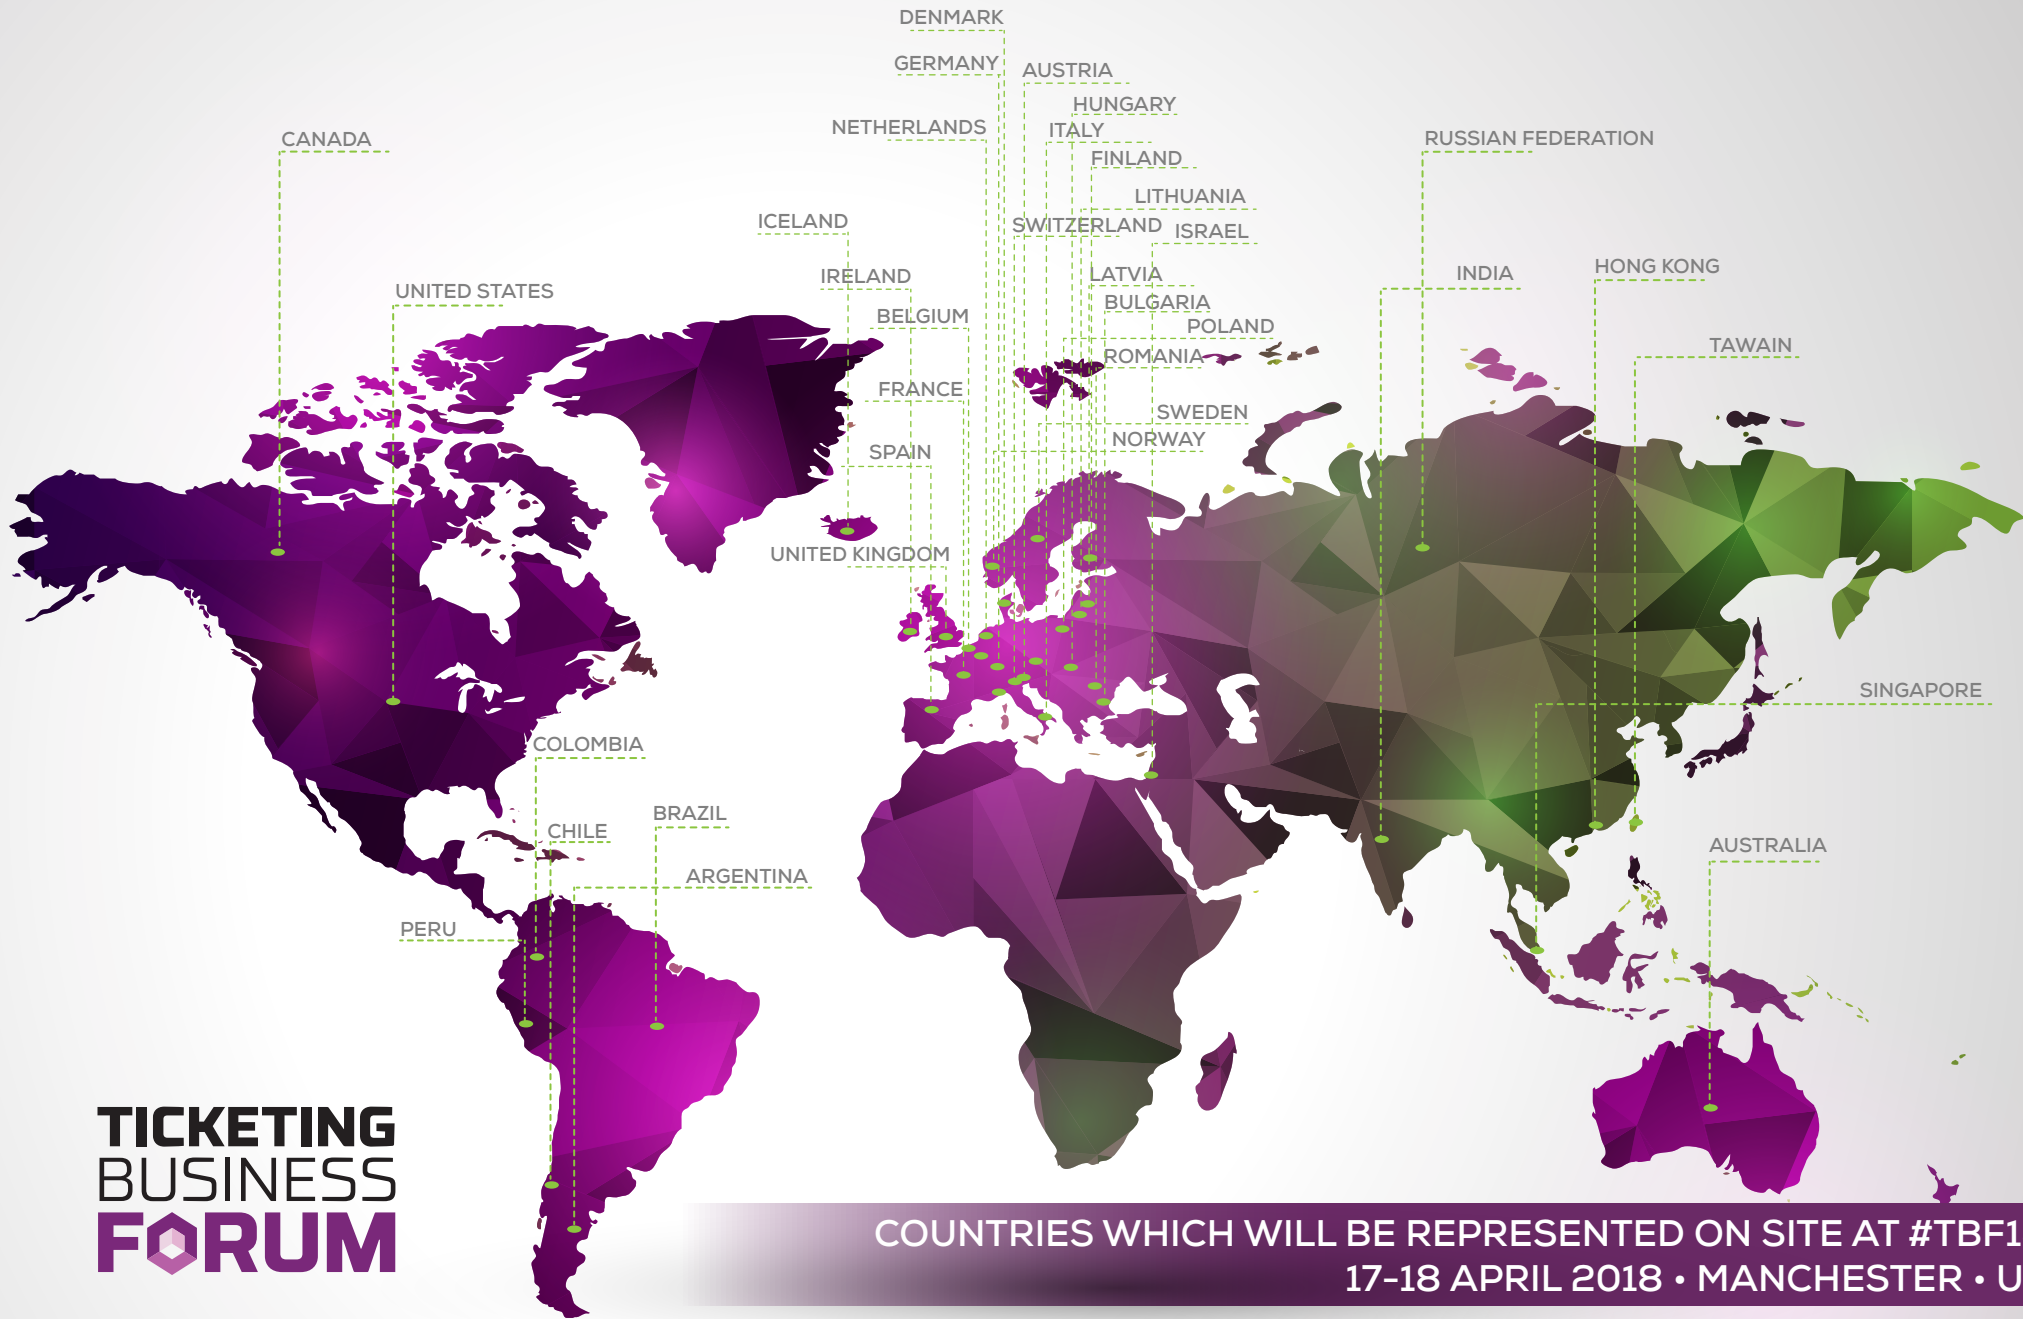 DENMARK
GERMANY
AUSTRIA
HUNGARY
NETHERLANDS
ITALY
CANADA
RUSSIAN FEDERATION
FINLAND
LITHUANIA
ICELAND
SWITZERLAND
ISRAEL
IRELAND
LATVIA
INDIA
HONG KONG
UNITED STATES
BULGARIA
BELGIUM
POLAND
TAWAIN
ROMANIA
FRANCE
SWEDEN
NORWAY
SPAIN
UNITED KINGDOM
SINGAPORE
COLOMBIA
BRAZIL
CHILE
AUSTRALIA
ARGENTINA
PERU
TICKETING
BUSINESS
FORUM
COUNTRIES WHICH WILL BE REPRESENTED ON SITE AT #TBF1
17-18 APRIL 2018 • MANCHESTER • U